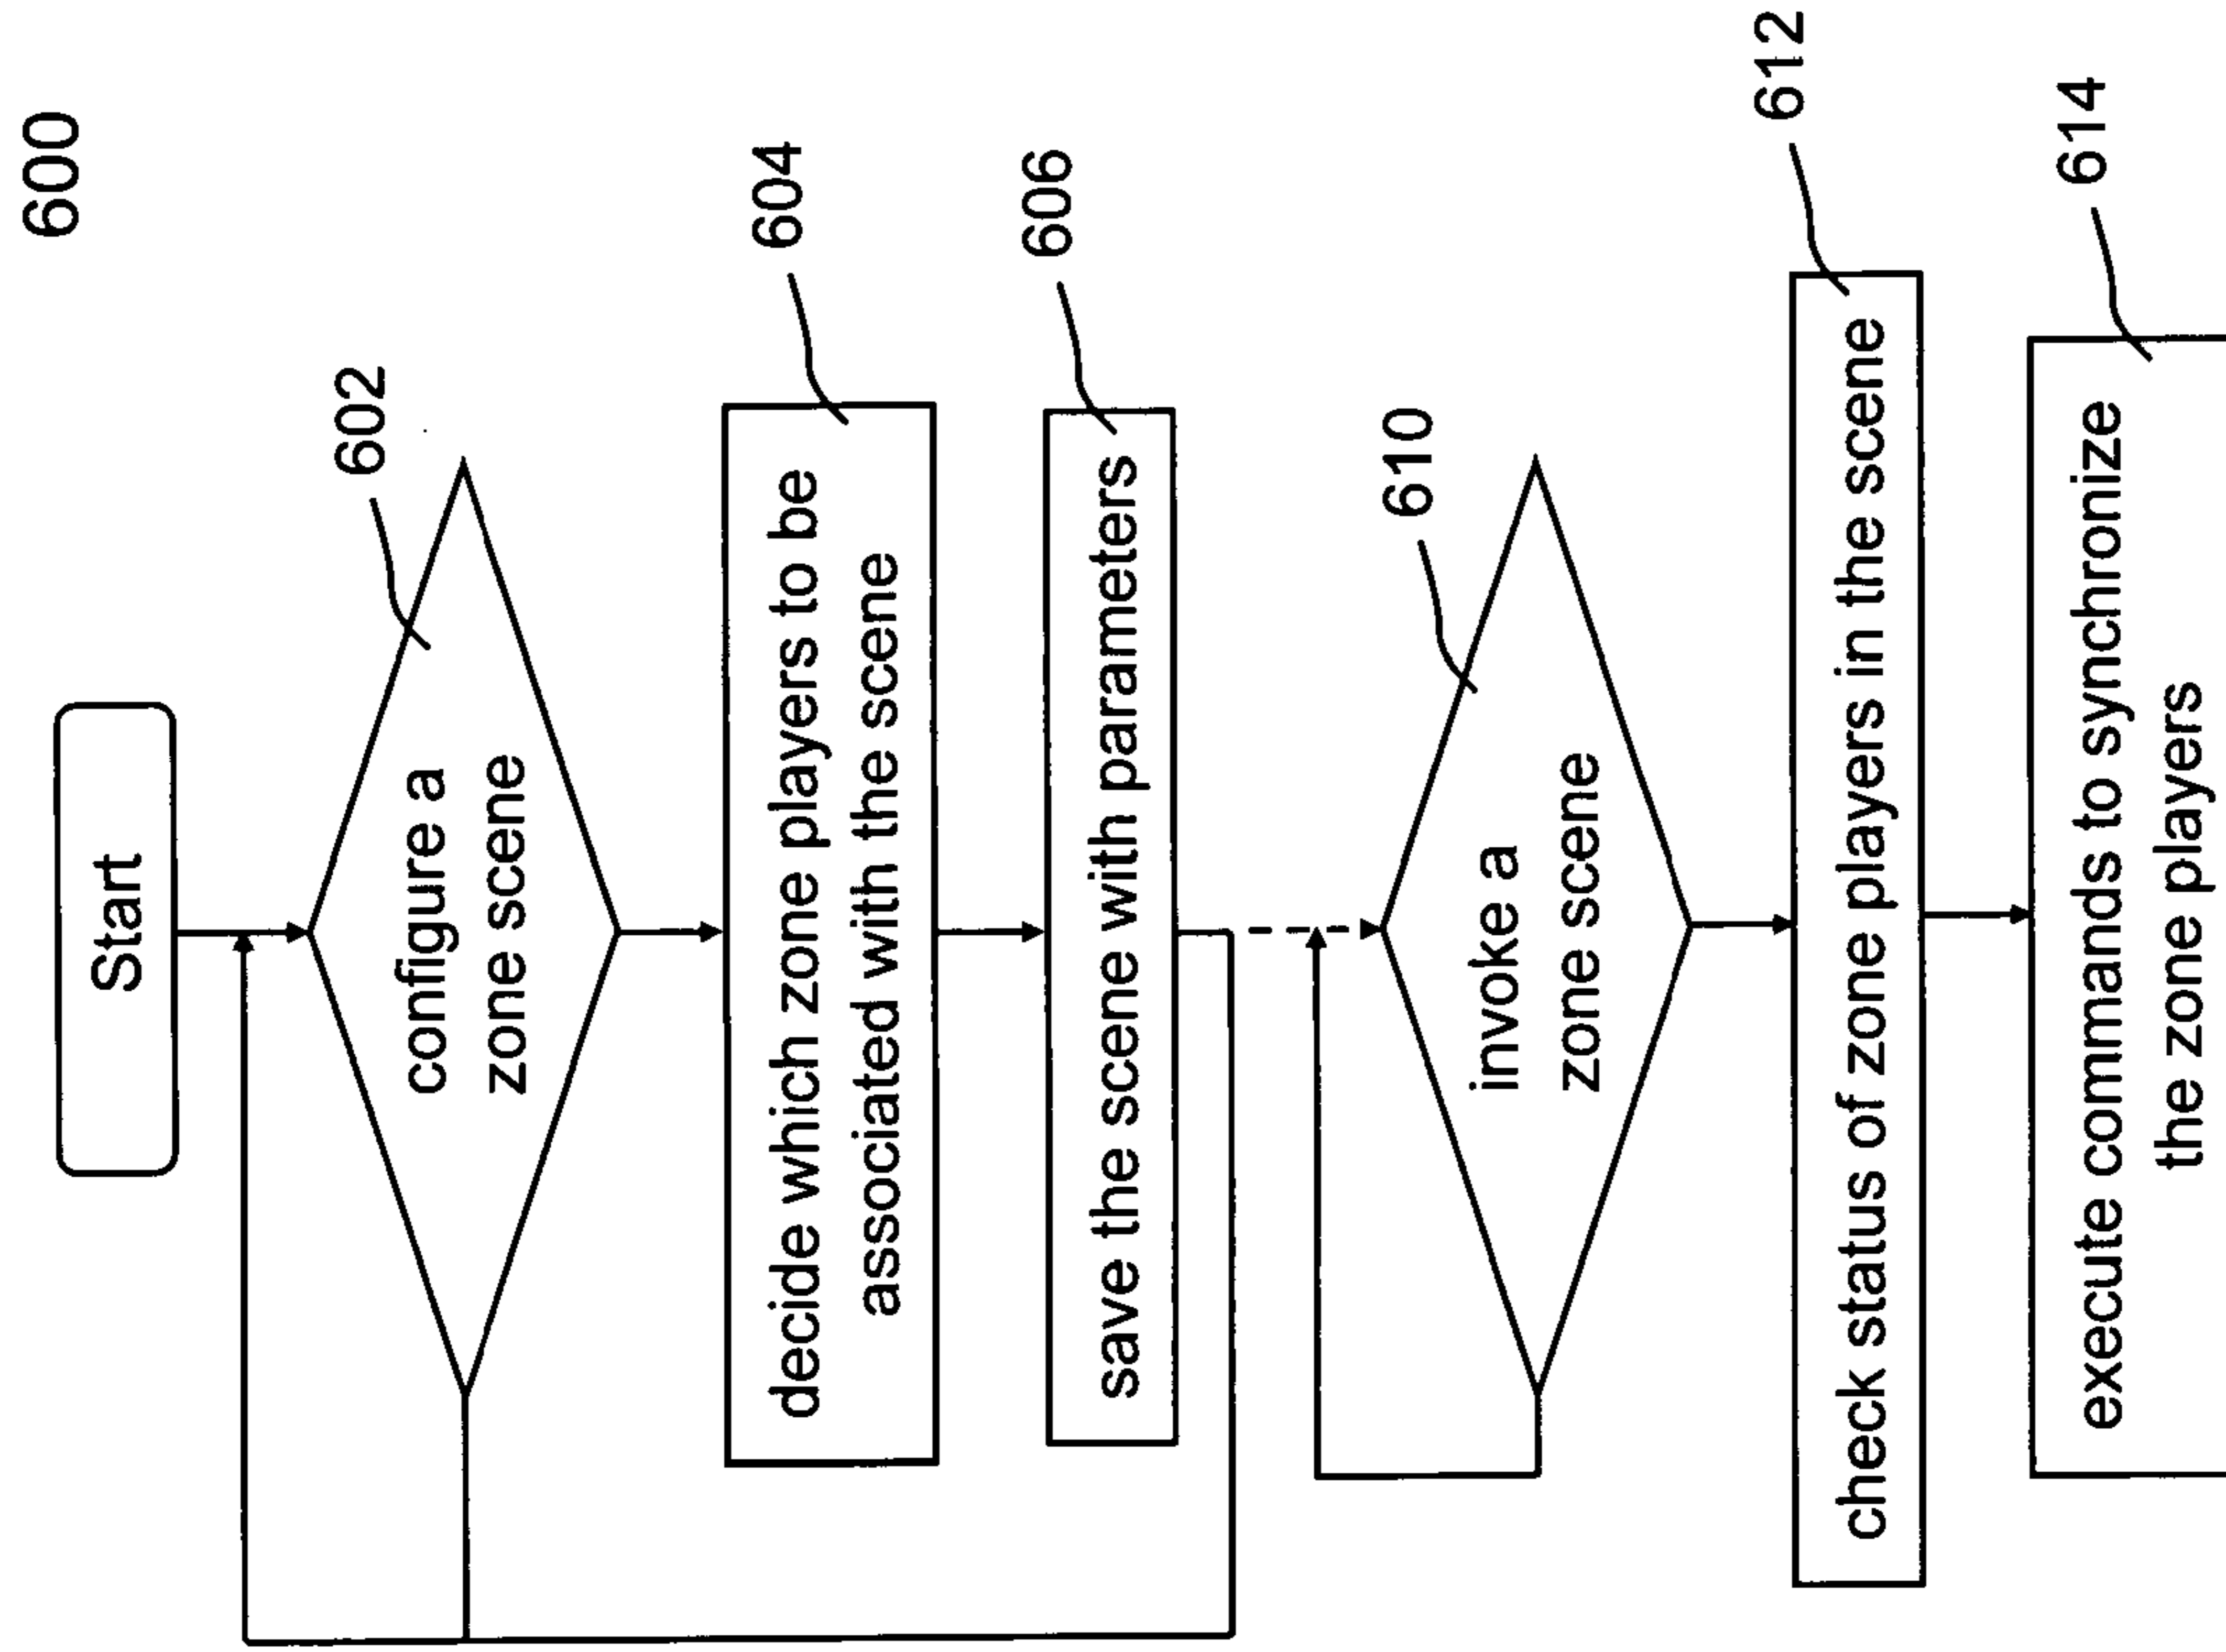 600
Start
602
configure a
zone scene
604
decide which zone players to be
associated with the scene
606
save the scene with parameters
610
invoke a
zone scene
612
check status of zone players in the scene
614
execute commands to synchronize
the zone players